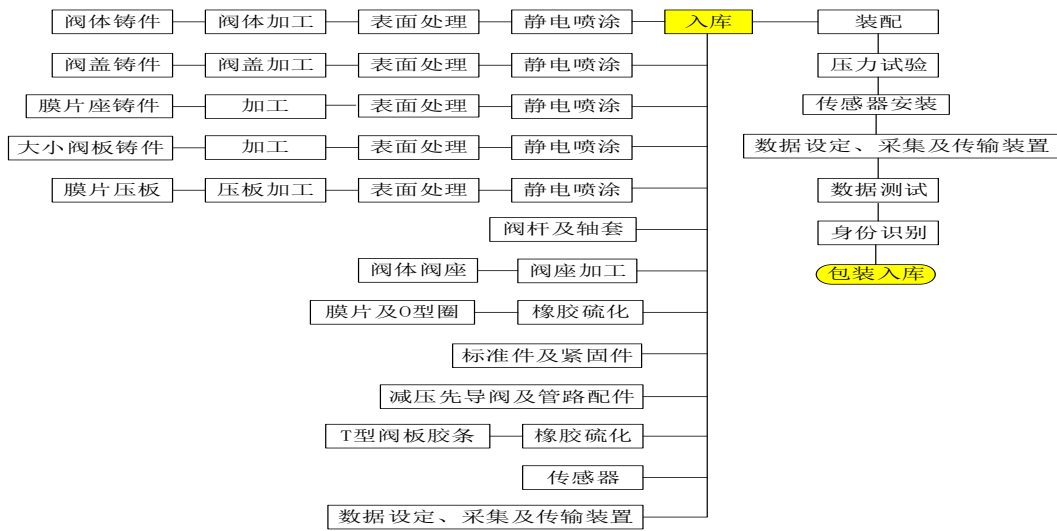 阀体铸件 阀体加工 表面处理 静电喷涂 入库 装配
阀盖铸件 阀盖加工 表面处理 静电喷涂 压力试验
膜片座铸件 加工 表面处理 静电喷涂 传感器安装
大小阀板铸件 加工 表面处理 静电喷涂 数据设定、采集及传输装置
膜片压板 压板加工 表面处理 静电喷涂 数据测试
阀杆及轴套 身份识别
阀体阀座 阀座加工 包装入库
膜片及O型圈 橡胶硫化
标准件及紧固件
减压先导阀及管路配件
T型阀板胶条 橡胶硫化
传感器
数据设定、采集及传输装置